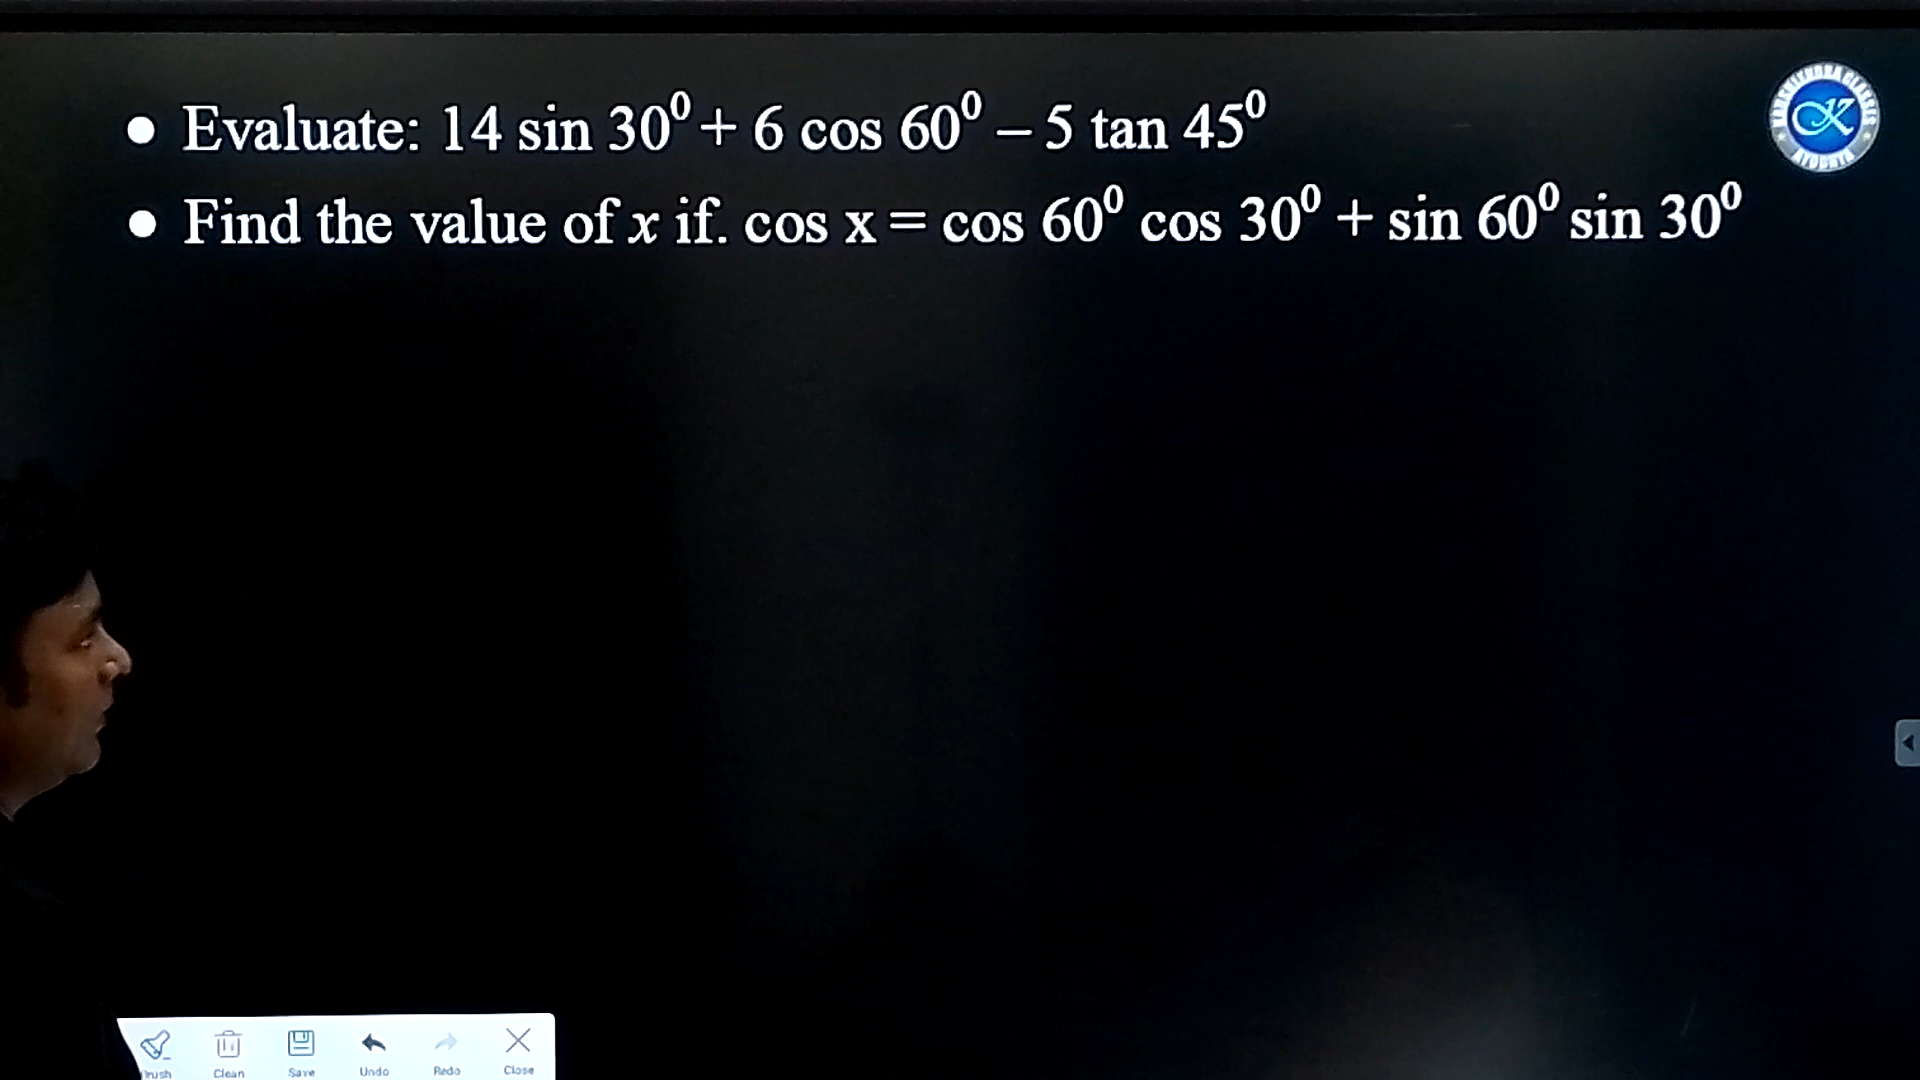 ● Evaluate: 14 sin 30⁰ + 6 cos 60⁰ – 5 tan 45⁰
● Find the value of x if. cos x = cos 60⁰ cos 30⁰ + sin 60⁰ sin 30⁰
Clean Save Undo Redo Close